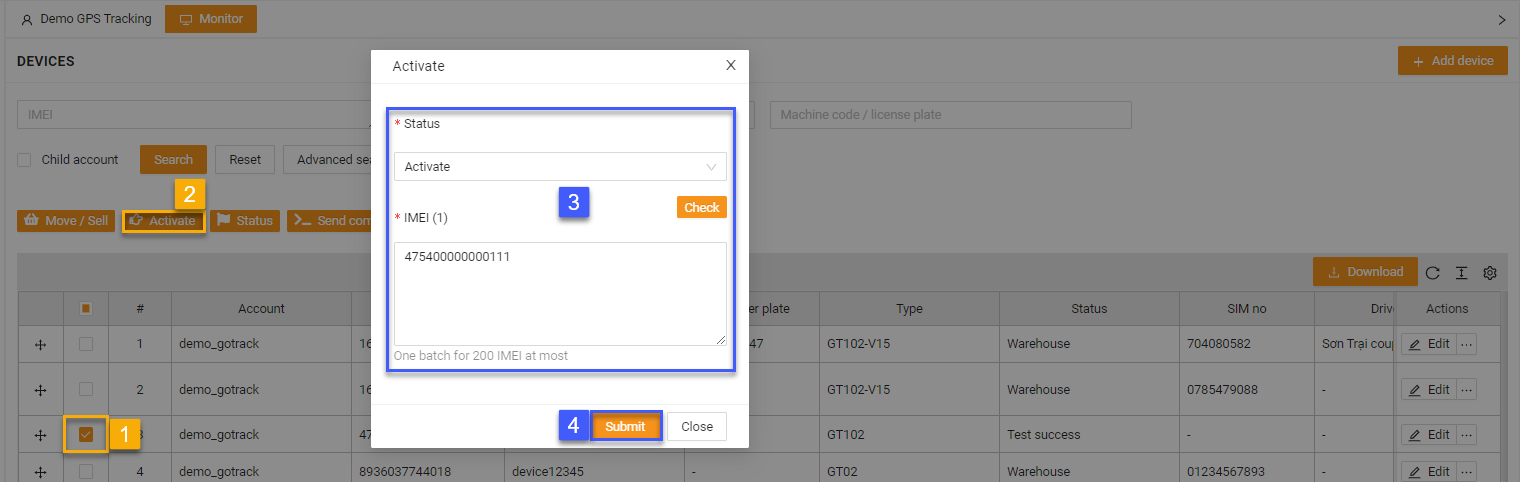 Demo GPS Tracking Monitor
DEVICES
Add device
IMEI
Machine code / license plate
Child account Search Reset Advanced sea
2
Move / Sell Activate Status Send com
Download
# Account er plate Type Status SIM no Drive Actions
1 demo_gotrack 16 47 GT102-V15 Warehouse 704080582 Sơn Trại coup Edit ...
2 demo_gotrack 16 GT102-V15 Warehouse 0785479088 - Edit ...
3 demo_gotrack 47 GT102 Test success - - Edit ...
1
4 demo_gotrack 8936037744018 device12345 - GT02 Warehouse 01234567893 - Edit ...
Activate X
* Status
Activate
3
Check
* IMEI (1)
475400000000111
One batch for 200 IMEI at most
4 Submit Close